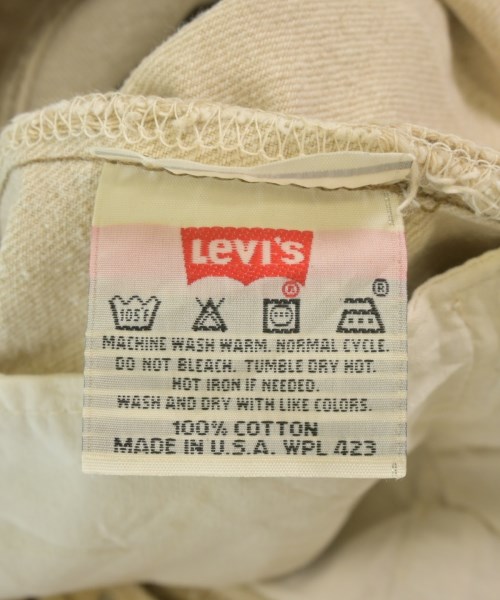 Levi's
®
®
105F
MACHINE WASH WARM. NORMAL CYCLE.
DO NOT BLEACH. TUMBLE DRY HOT.
HOT IRON IF NEEDED.
WASH AND DRY WITH LIKE COLORS.
100% COTTON
MADE IN U.S.A. WPL 423